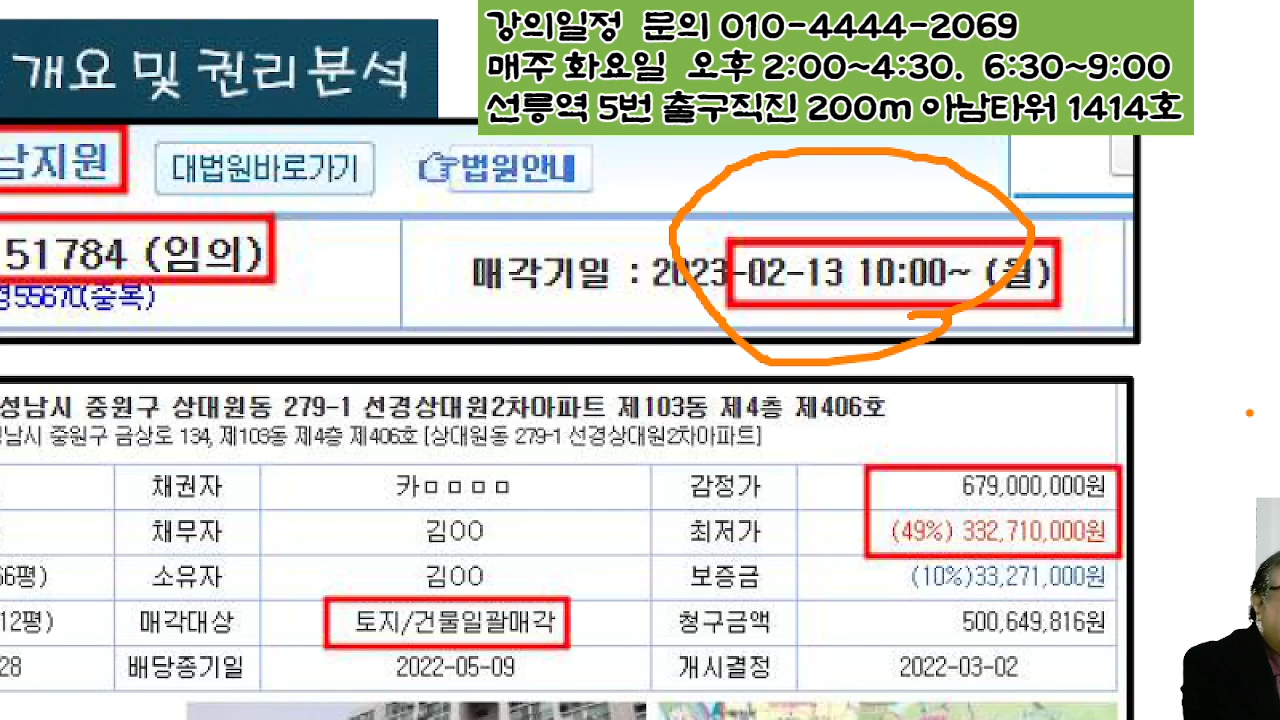 강의일정 문의 010-4444-2069
매주 화요일 오후 2:00~4:30. 6:30~9:00
선릉역 5번 출구직진 200m 아남타워 1414호
개요 및 권리분석
남지원 대법원바로가기 법원안내
51784 (임의) 매각기일 : 2023-02-13 10:00~ (월)
경55670(중복)
성남시 중원구 상대원동 279-1 선경상대원2차아파트 제103동 제4층 제406호
성남시 중원구 금상로 134, 제103동 제4층 제406호 [상대원동 279-1 선경상대원2차아파트]
채권자 카ㅁㅁㅁㅁ 감정가 679,000,000원
채무자 김OO 최저가 (49%) 332,710,000원
66평) 소유자 김OO 보증금 (10%)33,271,000원
12평) 매각대상 토지/건물일괄매각 청구금액 500,649,816원
28 배당종기일 2022-05-09 개시결정 2022-03-02